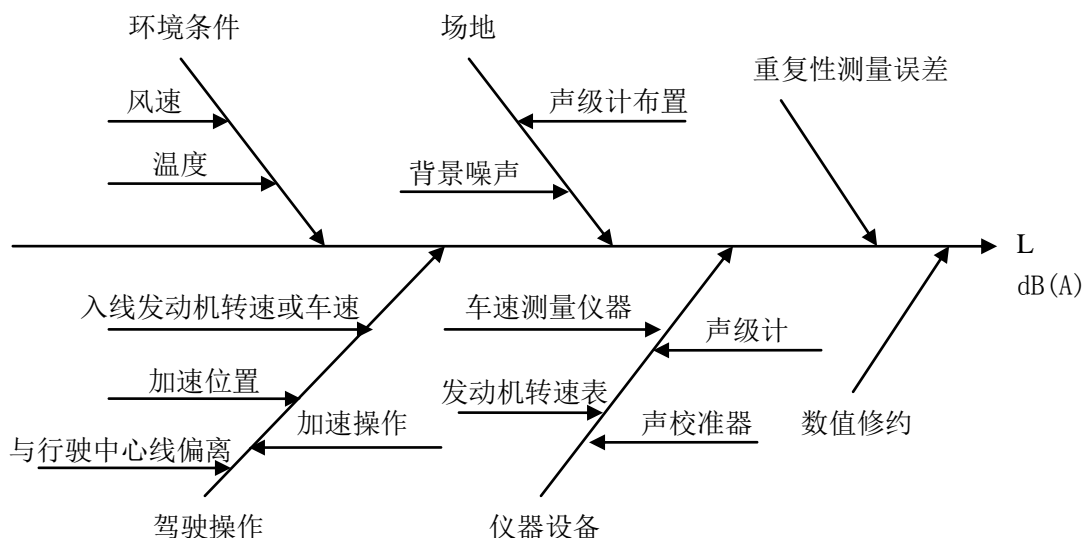 环境条件
场地
重复性测量误差
风速
声级计布置
温度
背景噪声
L
dB(A)
入线发动机转速或车速
车速测量仪器
声级计
加速位置
发动机转速表
加速操作
声校准器
数值修约
与行驶中心线偏离
驾驶操作
仪器设备